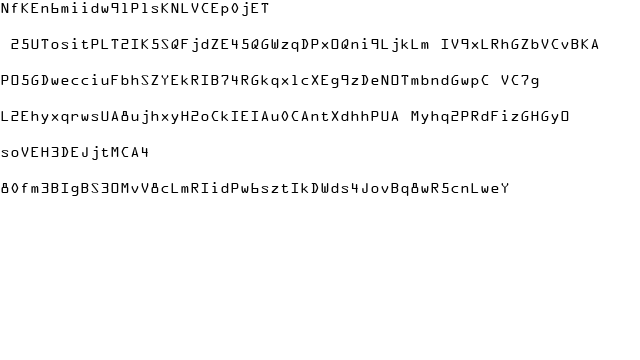 NfKEn6miidw9lPlsKNLVCEp0jET
25UTositPLT2IK5SQFjdZE45QGWzqDPxOQni9LjkLm IV9xLRhGZbVCvBKA
PO5GDwecciuFbhSZYEkRIB74RGkqxlcXEg9zDeNOTmbndGwpC VC7g
L2EhyxqrwsUA8ujhxyH2oCkIEIAu0CAntXdhhPUA Myhq2PRdFizGHGyO
soVEH3DEJjtMCA4
80fm3BIgBS3OMvV8cLmRIidPw6sztIkDWds4JovBq8wR5cnLweY